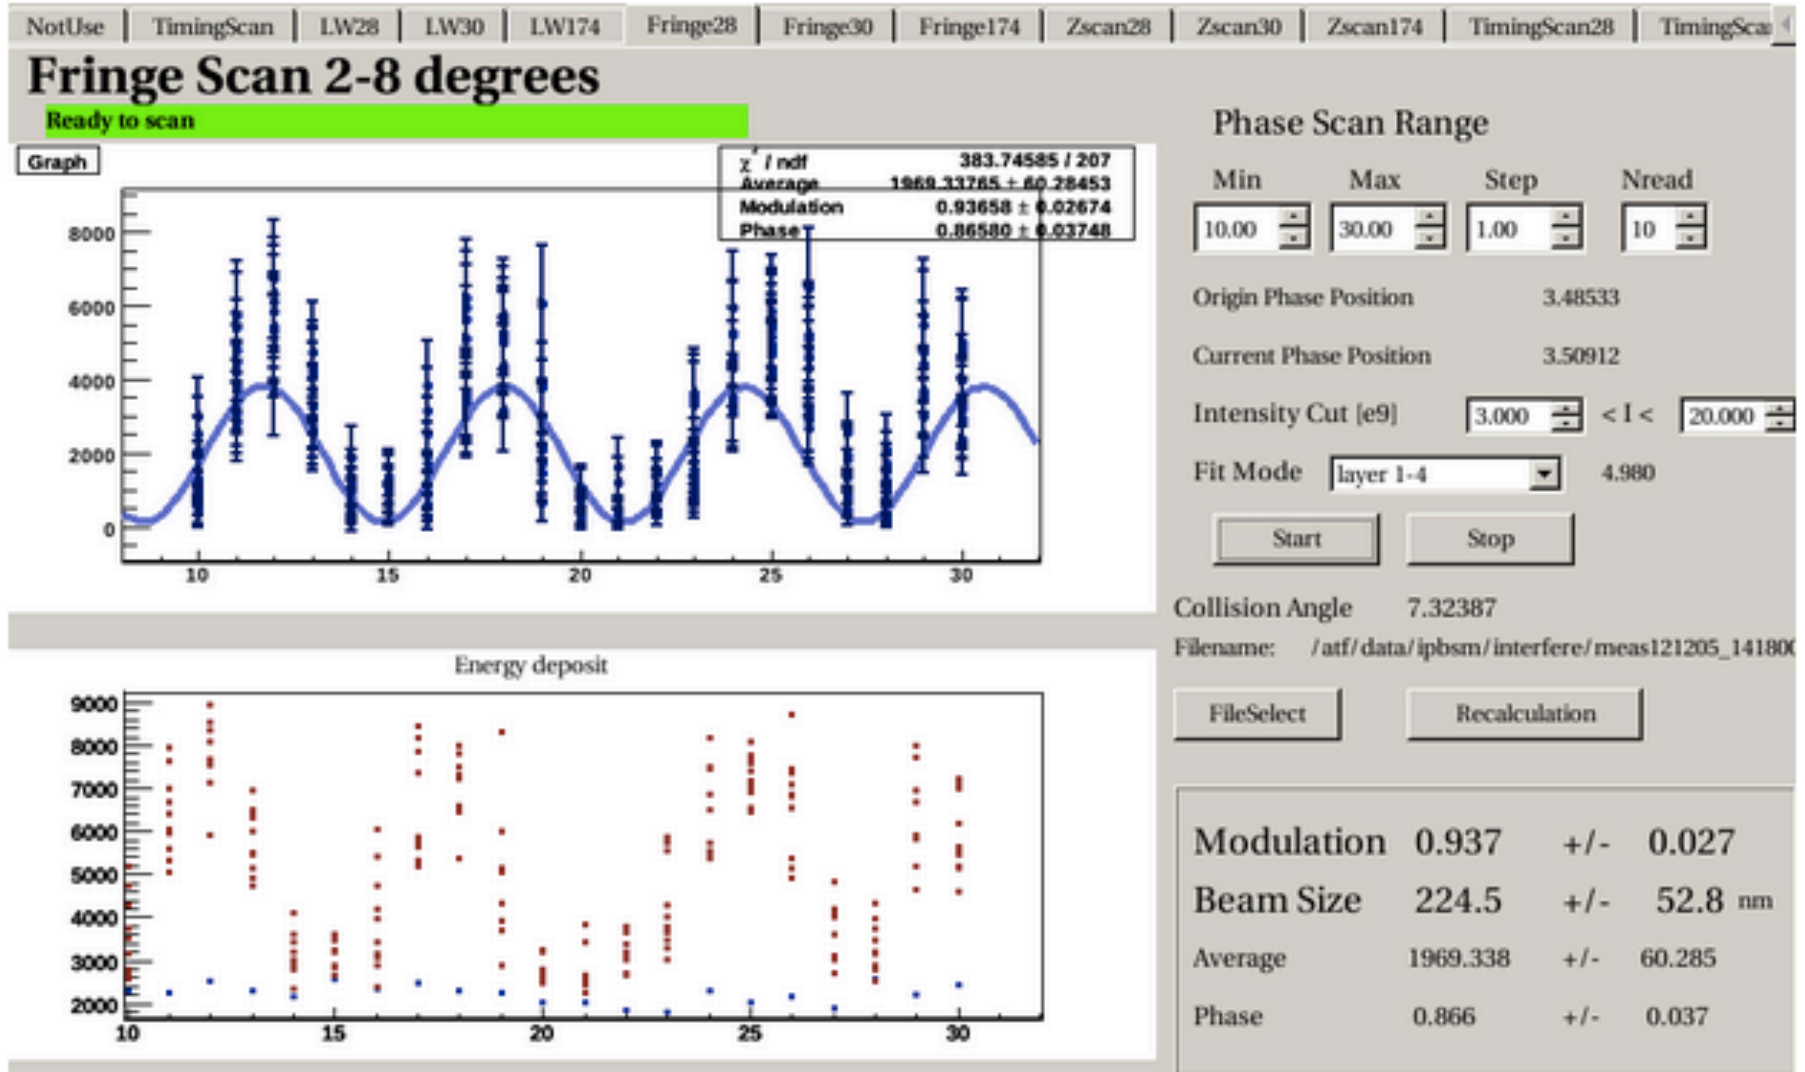 NotUse TimingScan LW28 LW30 LW174 Fringe28 Fringe30 Fringe174 Zscan28 Zscan30 Zscan174 TimingScan28
Fringe Scan 2-8 degrees
Ready to scan
Graph
χ² / ndf 383.74585 / 207
Average 1969.33765 ± 60.28453
Modulation 0.93658 ± 0.02674
Phase 0.86580 ± 0.03748
8000
6000
4000
2000
0
10 15 20 25 30
Energy deposit
9000
8000
7000
6000
5000
4000
3000
2000
10 15 20 25 30
Phase Scan Range
Min Max Step Nread
10.00 30.00 1.00 10
Origin Phase Position 3.48533
Current Phase Position 3.50912
Intensity Cut [e9] 3.000 < I < 20.000
Fit Mode layer 1-4 4.980
Start Stop
Collision Angle 7.32387
Filename: /atf/data/ipbsm/interfere/meas121205_14180
FileSelect Recalculation
Modulation 0.937 +/- 0.027
Beam Size 224.5 +/- 52.8 nm
Average 1969.338 +/- 60.285
Phase 0.866 +/- 0.037